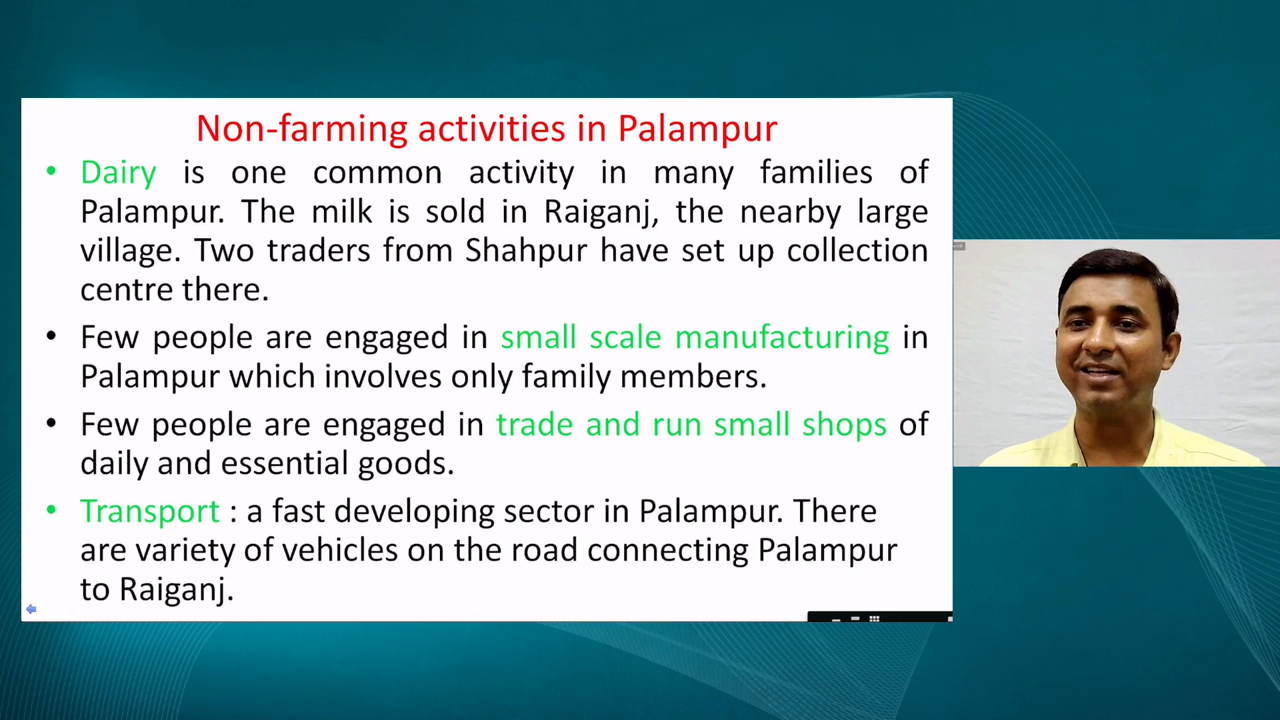 Non-farming activities in Palampur
• Dairy is one common activity in many families of
Palampur. The milk is sold in Raiganj, the nearby large
village. Two traders from Shahpur have set up collection
centre there.
• Few people are engaged in small scale manufacturing in
Palampur which involves only family members.
• Few people are engaged in trade and run small shops of
daily and essential goods.
• Transport : a fast developing sector in Palampur. There
are variety of vehicles on the road connecting Palampur
to Raiganj.